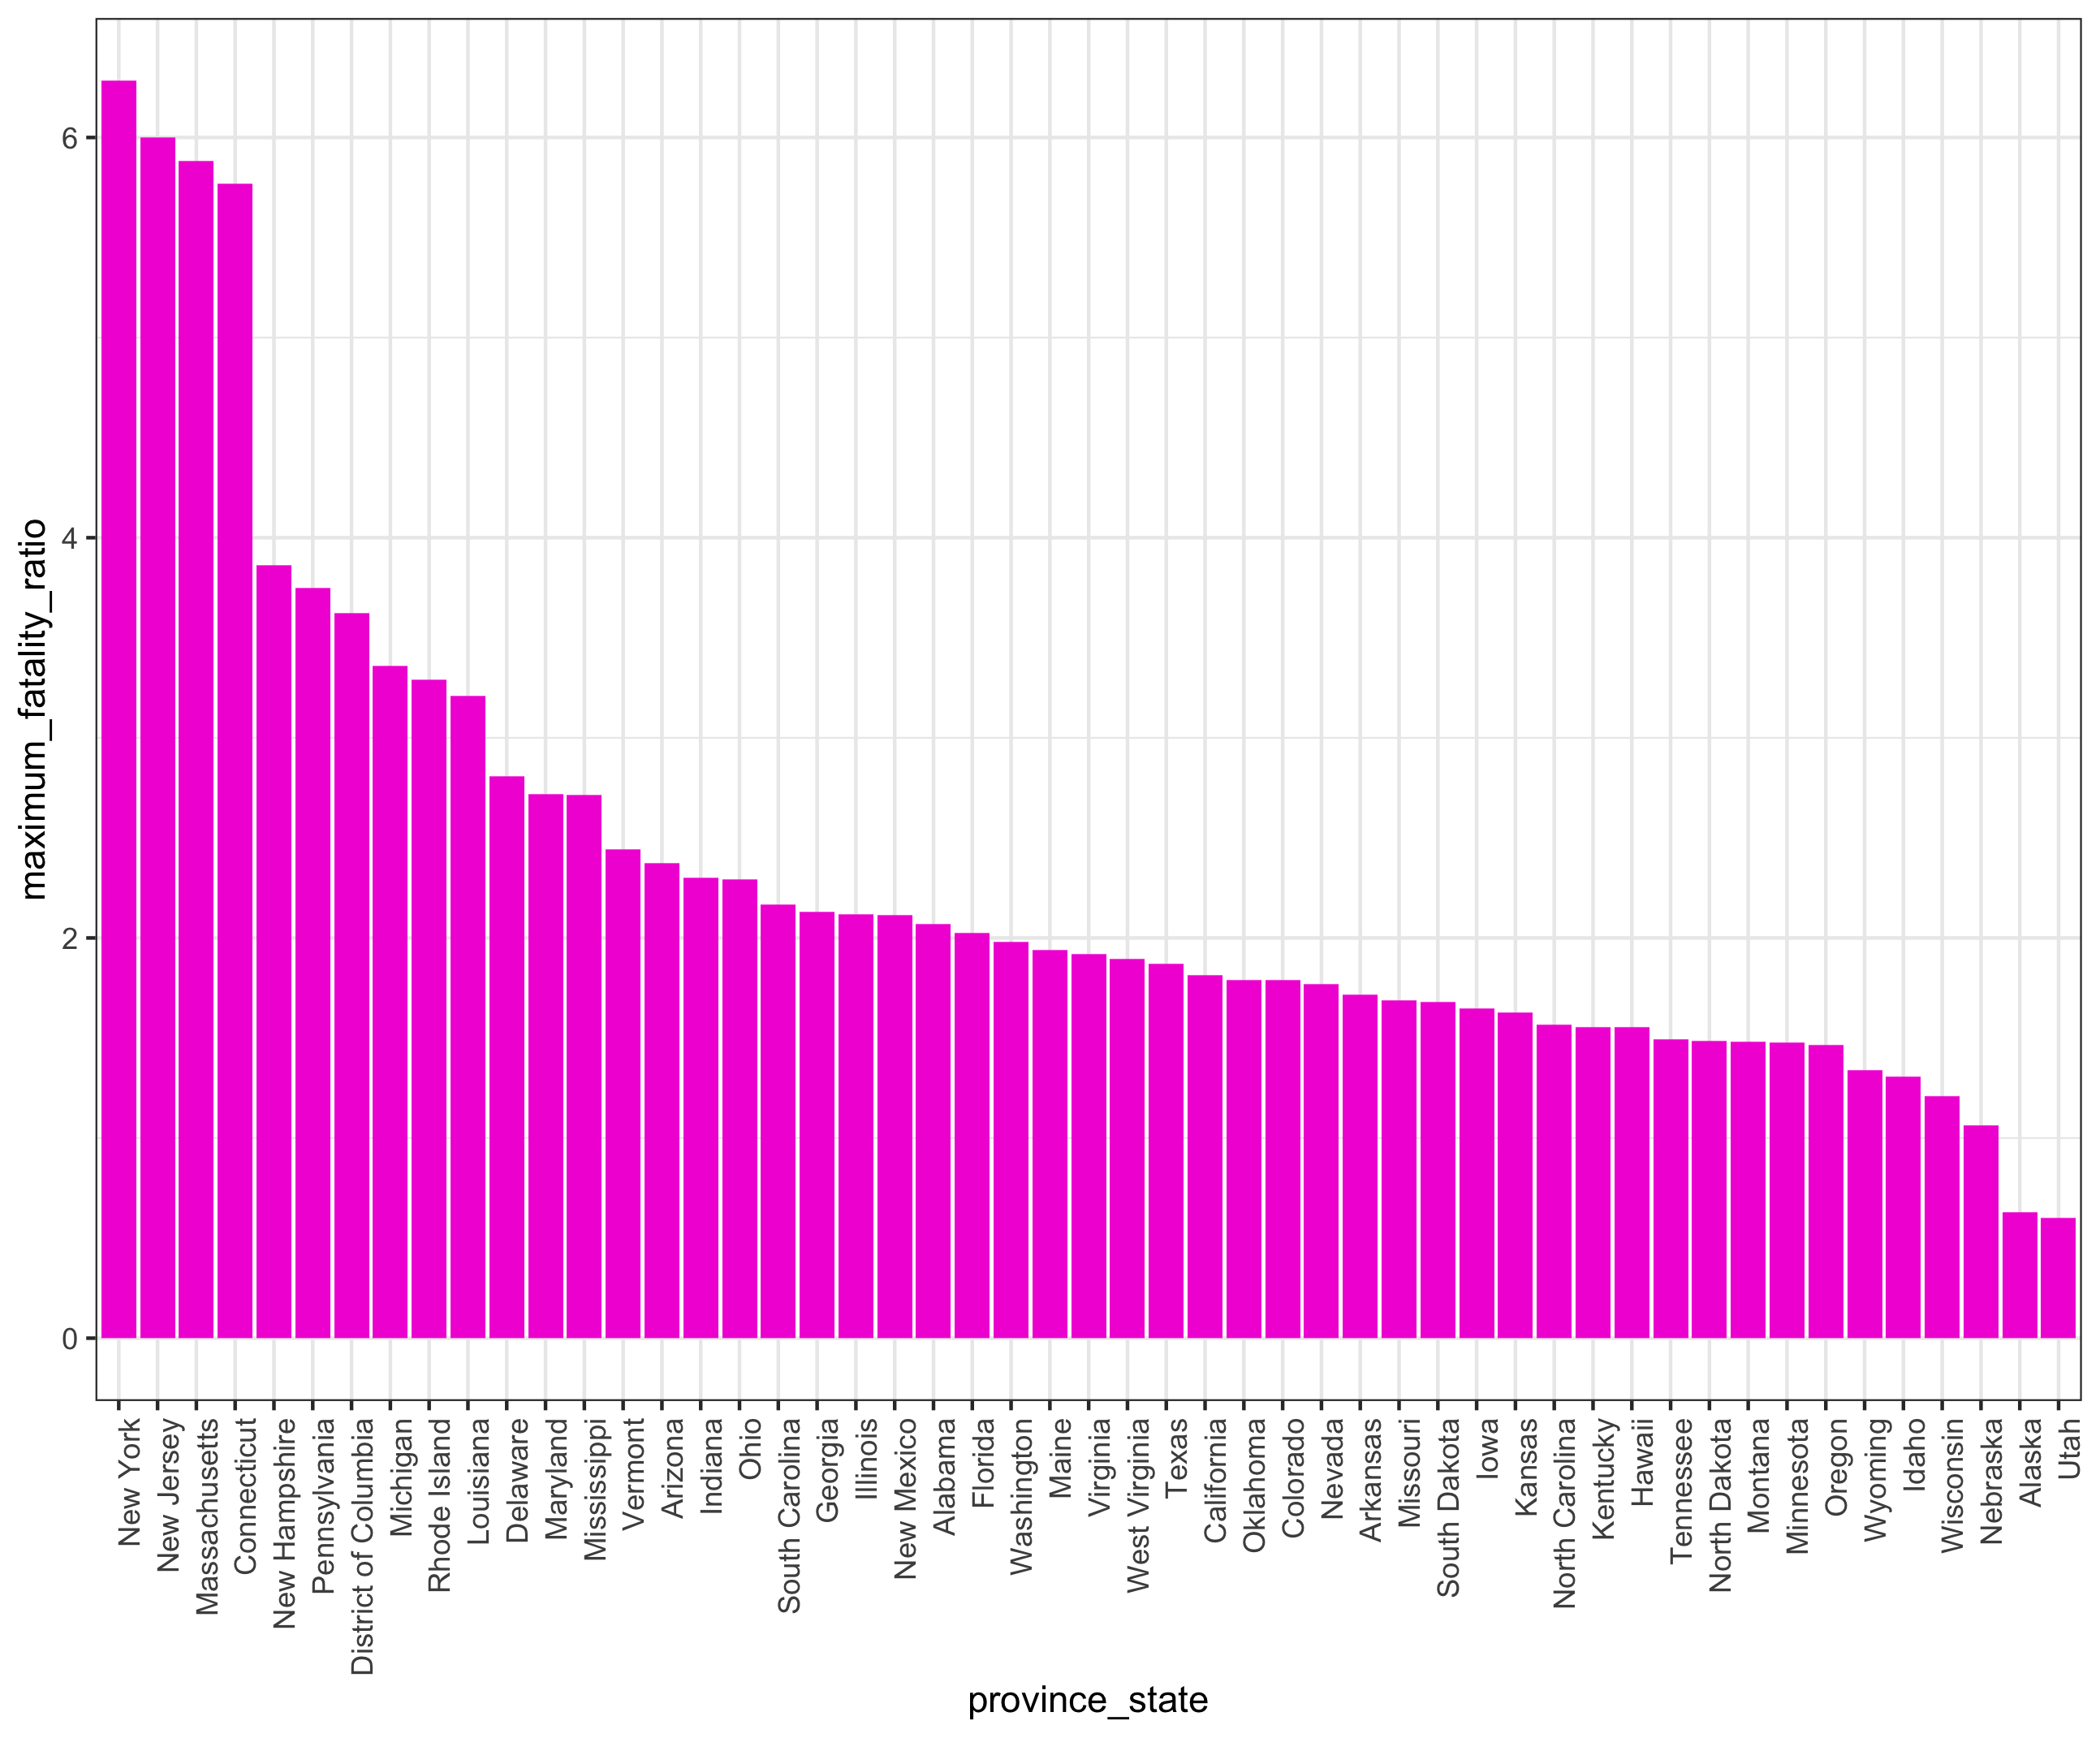 maximum_fatality_ratio
6
4
2
0
New York
New Jersey
Massachusetts
Connecticut
New Hampshire
Pennsylvania
District of Columbia
Michigan
Rhode Island
Louisiana
Delaware
Maryland
Mississippi
Vermont
Arizona
Indiana
Ohio
South Carolina
Georgia
Illinois
New Mexico
Alabama
Florida
Washington
Maine
Virginia
West Virginia
Texas
California
Oklahoma
Colorado
Nevada
Arkansas
Missouri
South Dakota
Iowa
Kansas
North Carolina
Kentucky
Hawaii
Tennessee
North Dakota
Montana
Minnesota
Oregon
Wyoming
Idaho
Wisconsin
Nebraska
Alaska
Utah
province_state